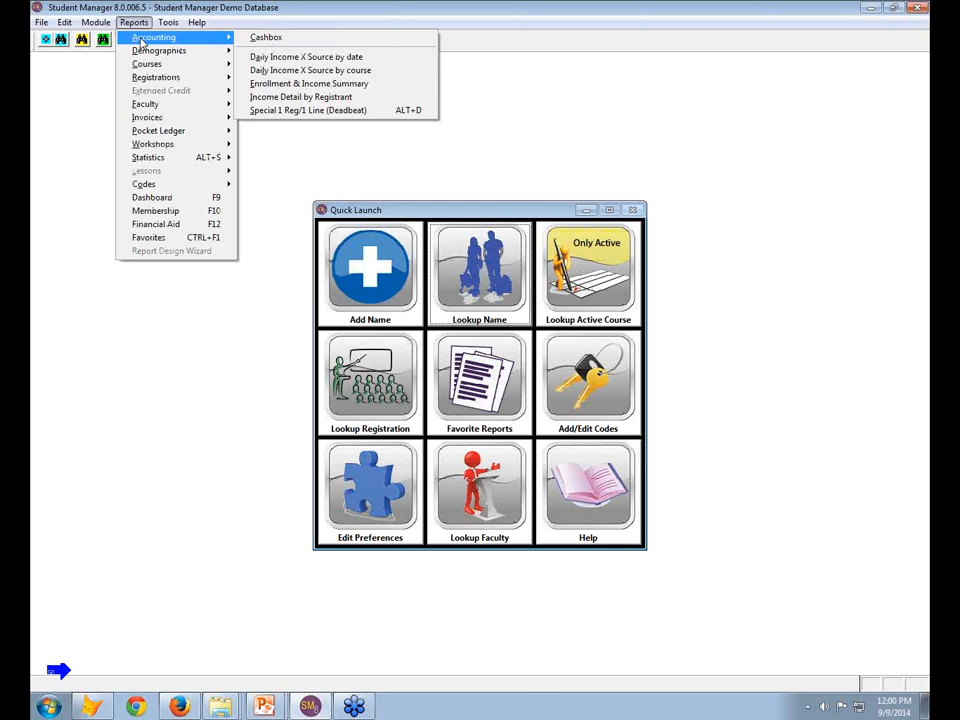 Student Manager 8.0.006.5 - Student Manager Demo Database
File Edit Module Reports Tools Help
Accounting
Demographics
Courses
Registrations
Extended Credit
Faculty
Invoices
Pocket Ledger
Workshops
Statistics ALT+S
Lessons
Codes
Dashboard F9
Membership F10
Financial Aid F12
Favorites CTRL+F1
Report Design Wizard
Cashbox
Daily Income X Source by date
Daily Income X Source by course
Enrollment & Income Summary
Income Detail by Registrant
Special 1 Reg/1 Line (Deadbeat) ALT+D
Quick Launch
Only Active
Add Name Lookup Name Lookup Active Course
Lookup Registration Favorite Reports Add/Edit Codes
Edit Preferences Lookup Faculty Help
SMB
12:00 PM
9/9/2014